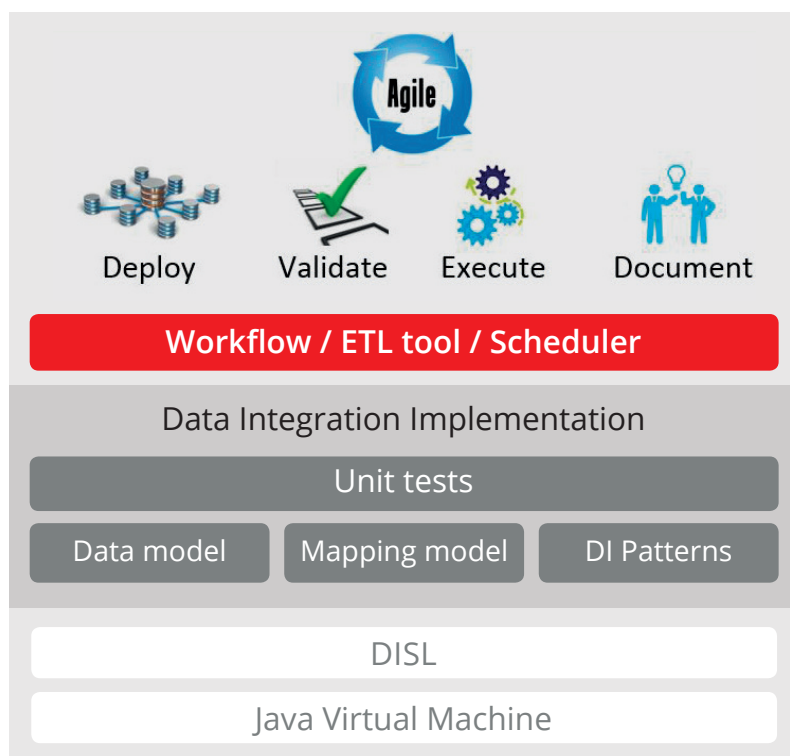 Agile
Deploy
Validate
Execute
Document
Workflow / ETL tool / Scheduler
Data Integration Implementation
Unit tests
Data model
Mapping model
DI Patterns
DISL
Java Virtual Machine